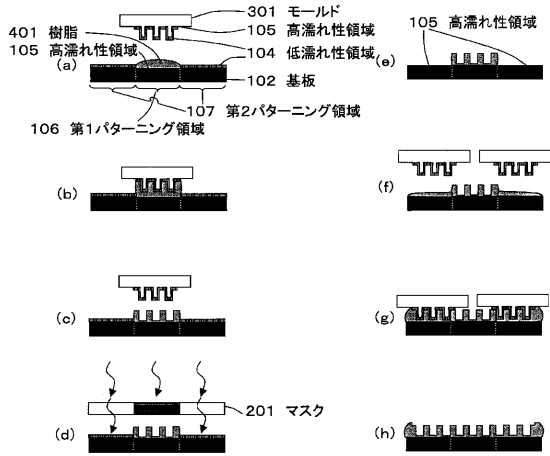 301 モールド
105 高濡れ性領域
401 樹脂
105 高濡れ性領域
104 低濡れ性領域
(a)
102 基板
107 第2パターニング領域
106 第1パターニング領域
(b)
(c)
(d)
201 マスク
105 高濡れ性領域
(e)
(f)
(g)
(h)